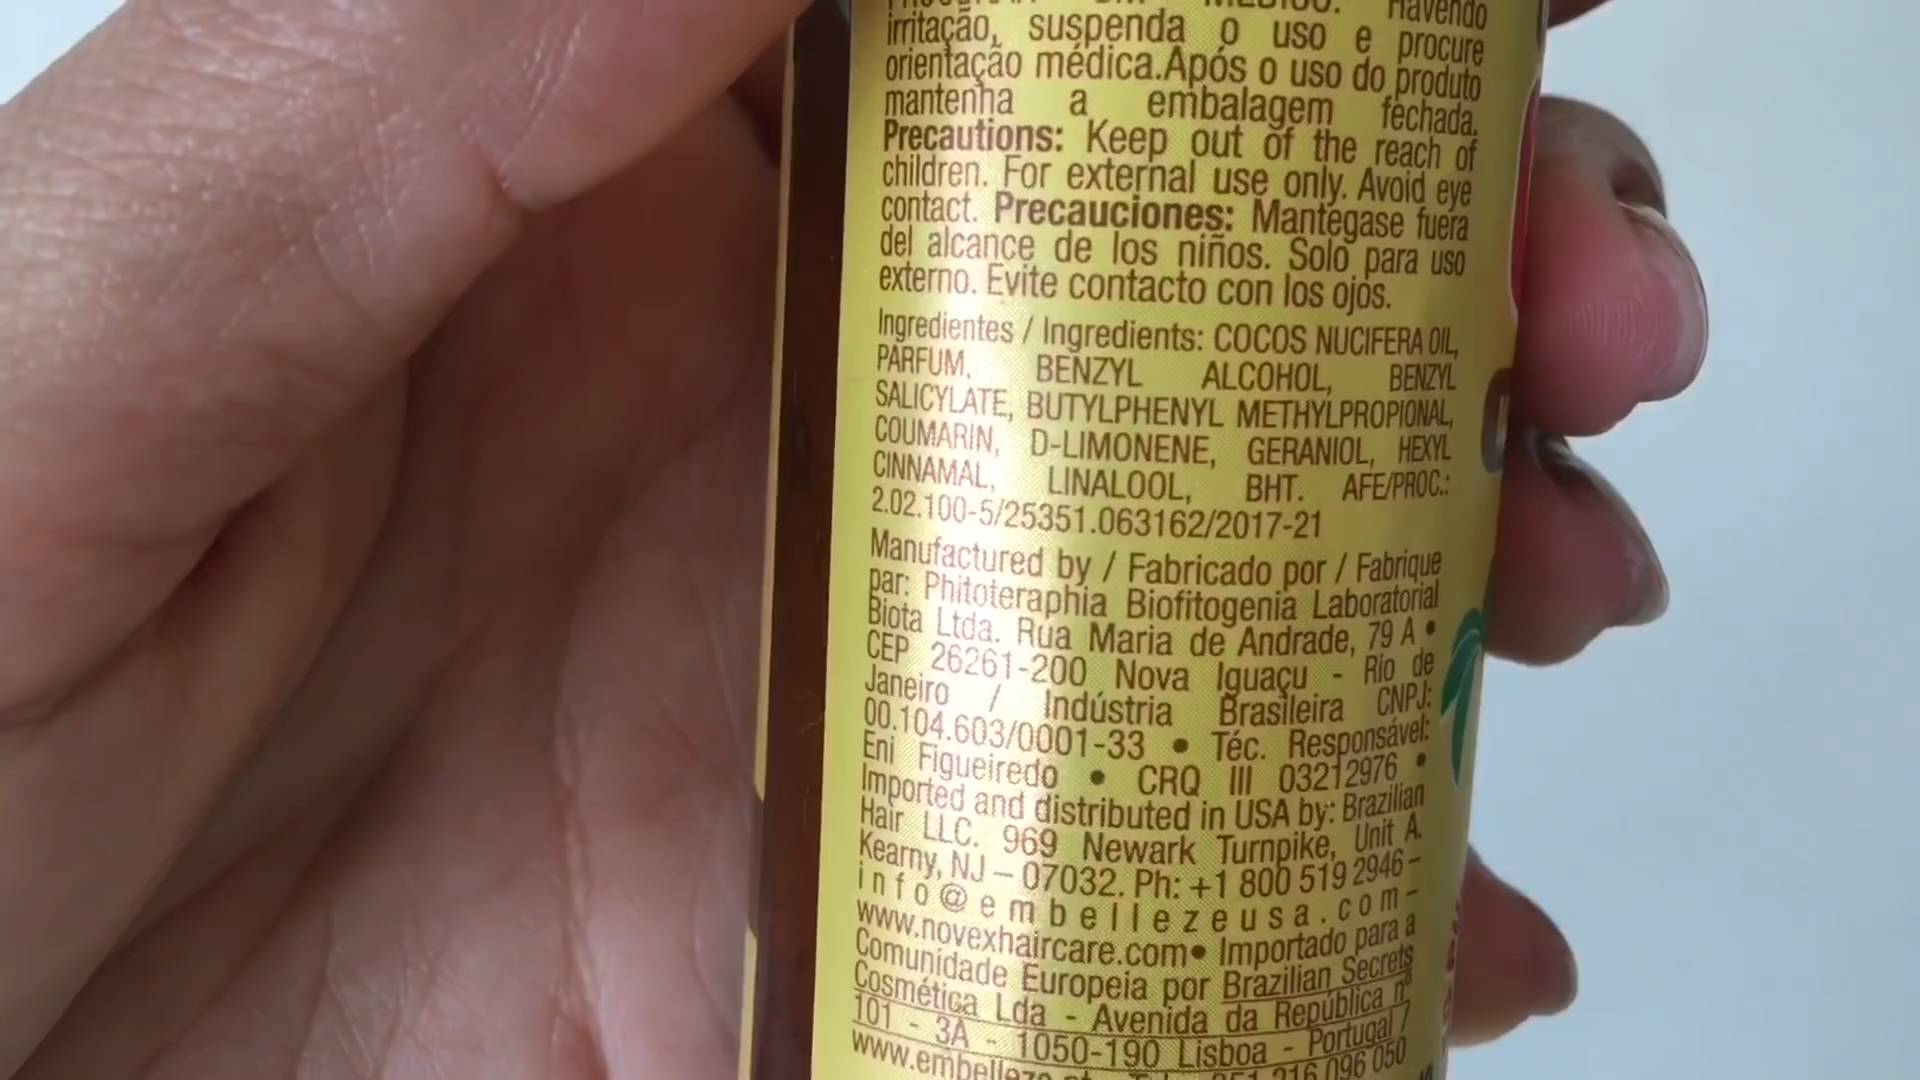 MÉDICO. Havendo
irritação, suspenda o uso e procure
orientação médica.Após o uso do produto
mantenha a embalagem fechada.
Precautions: Keep out of the reach of
children. For external use only. Avoid eye
contact. Precauciones: Mantegase fuera
del alcance de los niños. Solo para uso
externo. Evite contacto con los ojos.
Ingredientes / Ingredients: COCOS NUCIFERA OIL,
PARFUM, BENZYL ALCOHOL, BENZYL
SALICYLATE, BUTYLPHENYL METHYLPROPIONAL,
COUMARIN, D-LIMONENE, GERANIOL, HEXYL
CINNAMAL, LINALOOL, BHT. AFE/PROC.:
2.02.100-5/25351.063162/2017-21
Manufactured by / Fabricado por / Fabrique
par: Phitoteraphia Biofitogenia Laboratorial
Biota Ltda. Rua Maria de Andrade, 79 A •
CEP 26261-200 Nova Iguaçu - Rio de
Janeiro / Indústria Brasileira CNPJ:
00.104.603/0001-33 • Téc. Responsável:
Eni Figueiredo • CRQ III 03212976 •
Imported and distributed in USA by: Brazilian
Hair LLC. 969 Newark Turnpike, Unit A.
Kearny, NJ – 07032. Ph: +1 800 519 2946 –
info@embellezeusa.com –
www.novexhaircare.com• Importado para a
Comunidade Europeia por Brazilian Secrets
Cosmética Lda - Avenida da República nº
101 - 3A - 1050-190 Lisboa - Portugal /
216 096 050